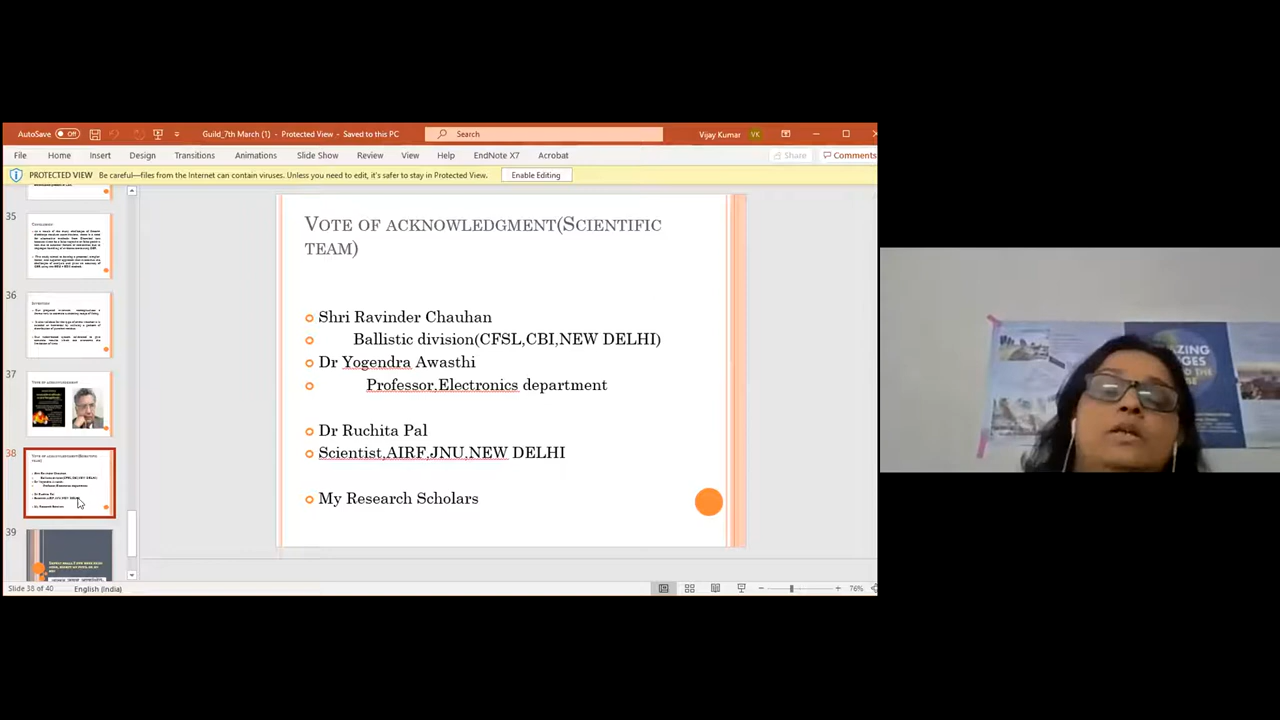 AutoSave Off
Guild_7th March (1) - Protected View - Saved to this PC
Search
Vijay Kumar VK
File Home Insert Design Transitions Animations Slide Show Review View Help EndNote X7 Acrobat
Share Comments
PROTECTED VIEW Be careful—files from the Internet can contain viruses. Unless you need to edit, it's safer to stay in Protected View. Enable Editing
35
36
37
38
39
VOTE OF ACKNOWLEDGMENT(SCIENTIFIC
TEAM)
Shri Ravinder Chauhan
Ballistic division(CFSL,CBI,NEW DELHI)
Dr Yogendra Awasthi
Professor,Electronics department
Dr Ruchita Pal
Scientist,AIRF,JNU,NEW DELHI
My Research Scholars
Slide 38 of 40 English (India)
76%